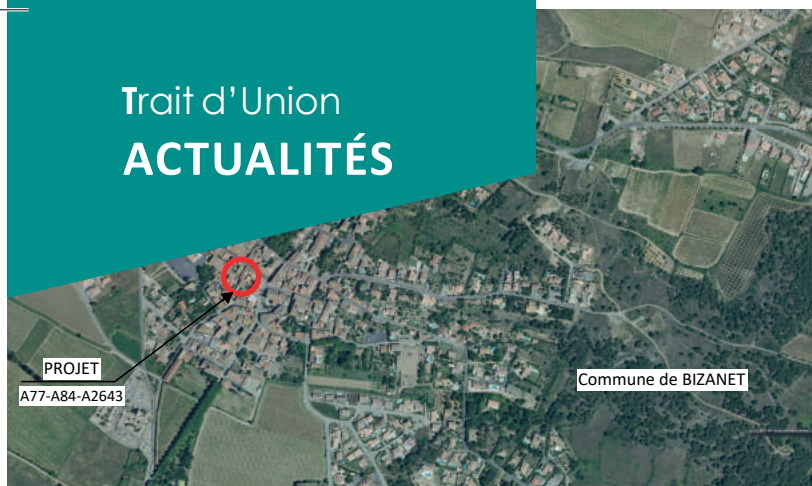 Trait d'Union
ACTUALITÉS
PROJET
A77-A84-A2643
Commune de BIZANET